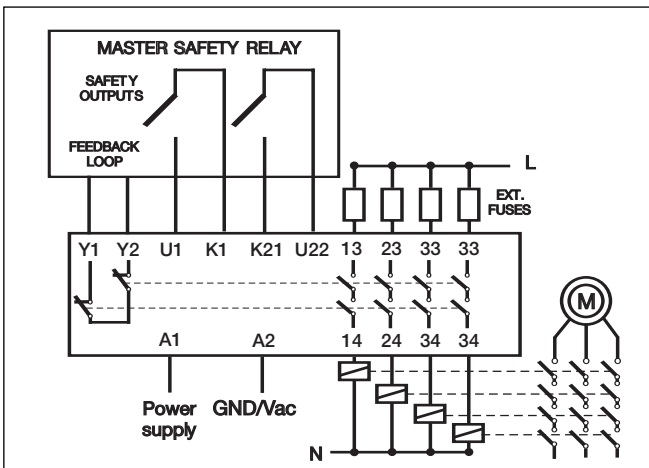 MASTER SAFETY RELAY
SAFETY
OUTPUTS
FEEDBACK
LOOP
L
EXT.
FUSES
Y1 Y2 U1 K1 K21 U22 13 23 33 33
M
A1 A2 14 24 34 34
Power
supply
GND/Vac
N